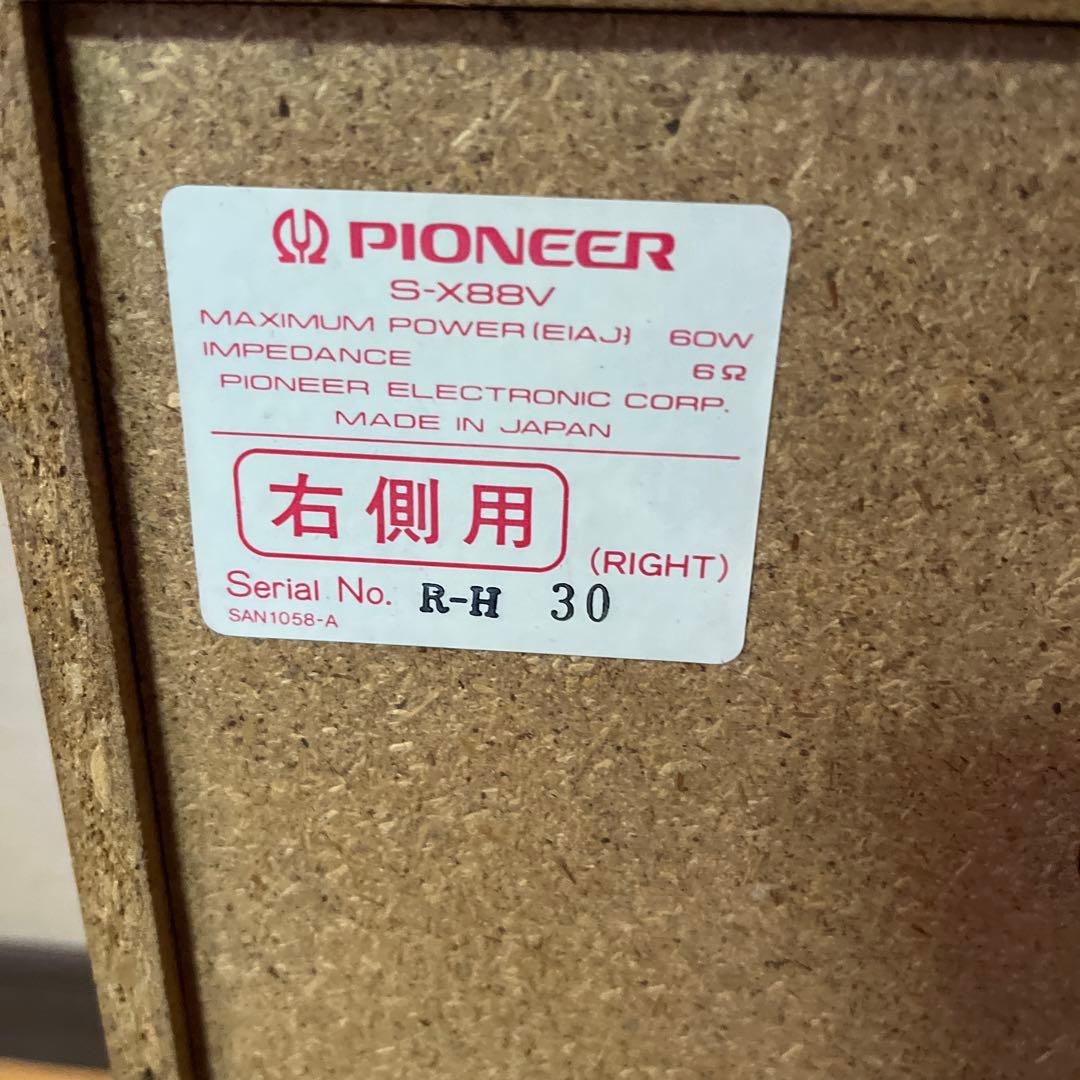 PIONEER
S-X88V
MAXIMUM POWER (EIAJ) 60W
IMPEDANCE 6Ω
PIONEER ELECTRONIC CORP.
MADE IN JAPAN
右側用 (RIGHT)
Serial No. R-H 30
SAN1058-A